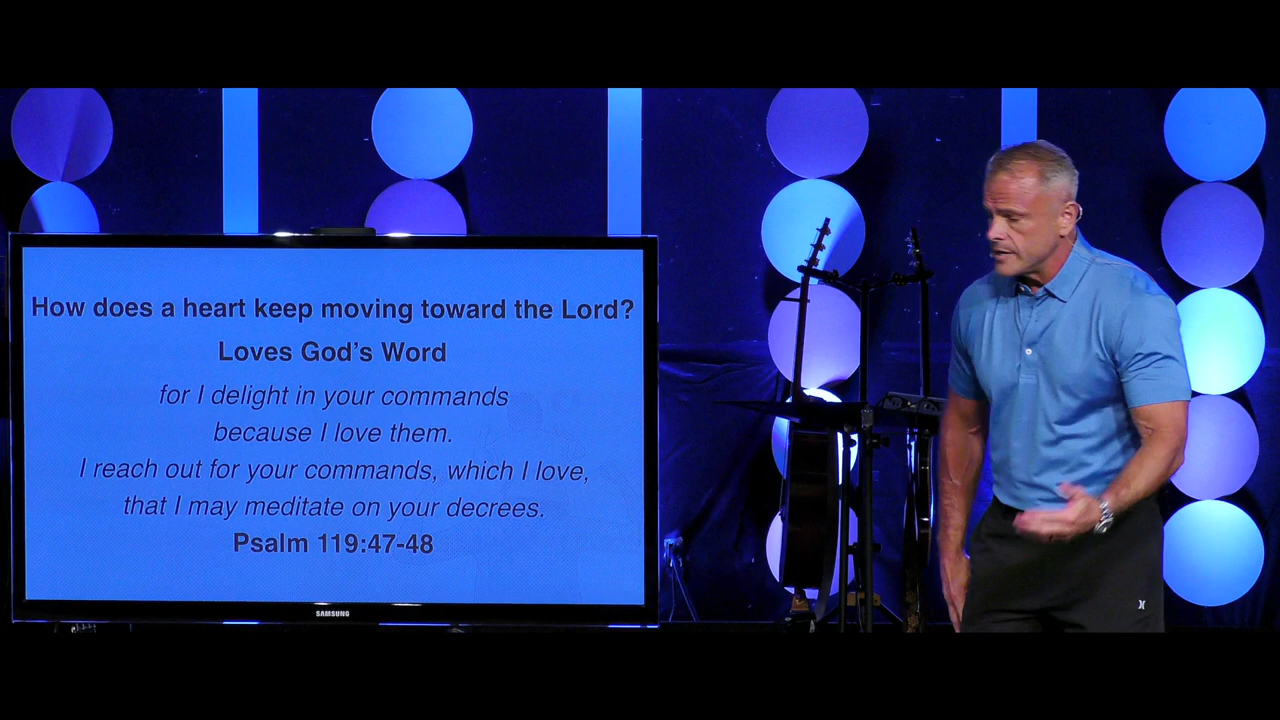 How does a heart keep moving toward the Lord?
Loves God's Word
for I delight in your commands
because I love them.
I reach out for your commands, which I love,
that I may meditate on your decrees.
Psalm 119:47-48
SAMSUNG